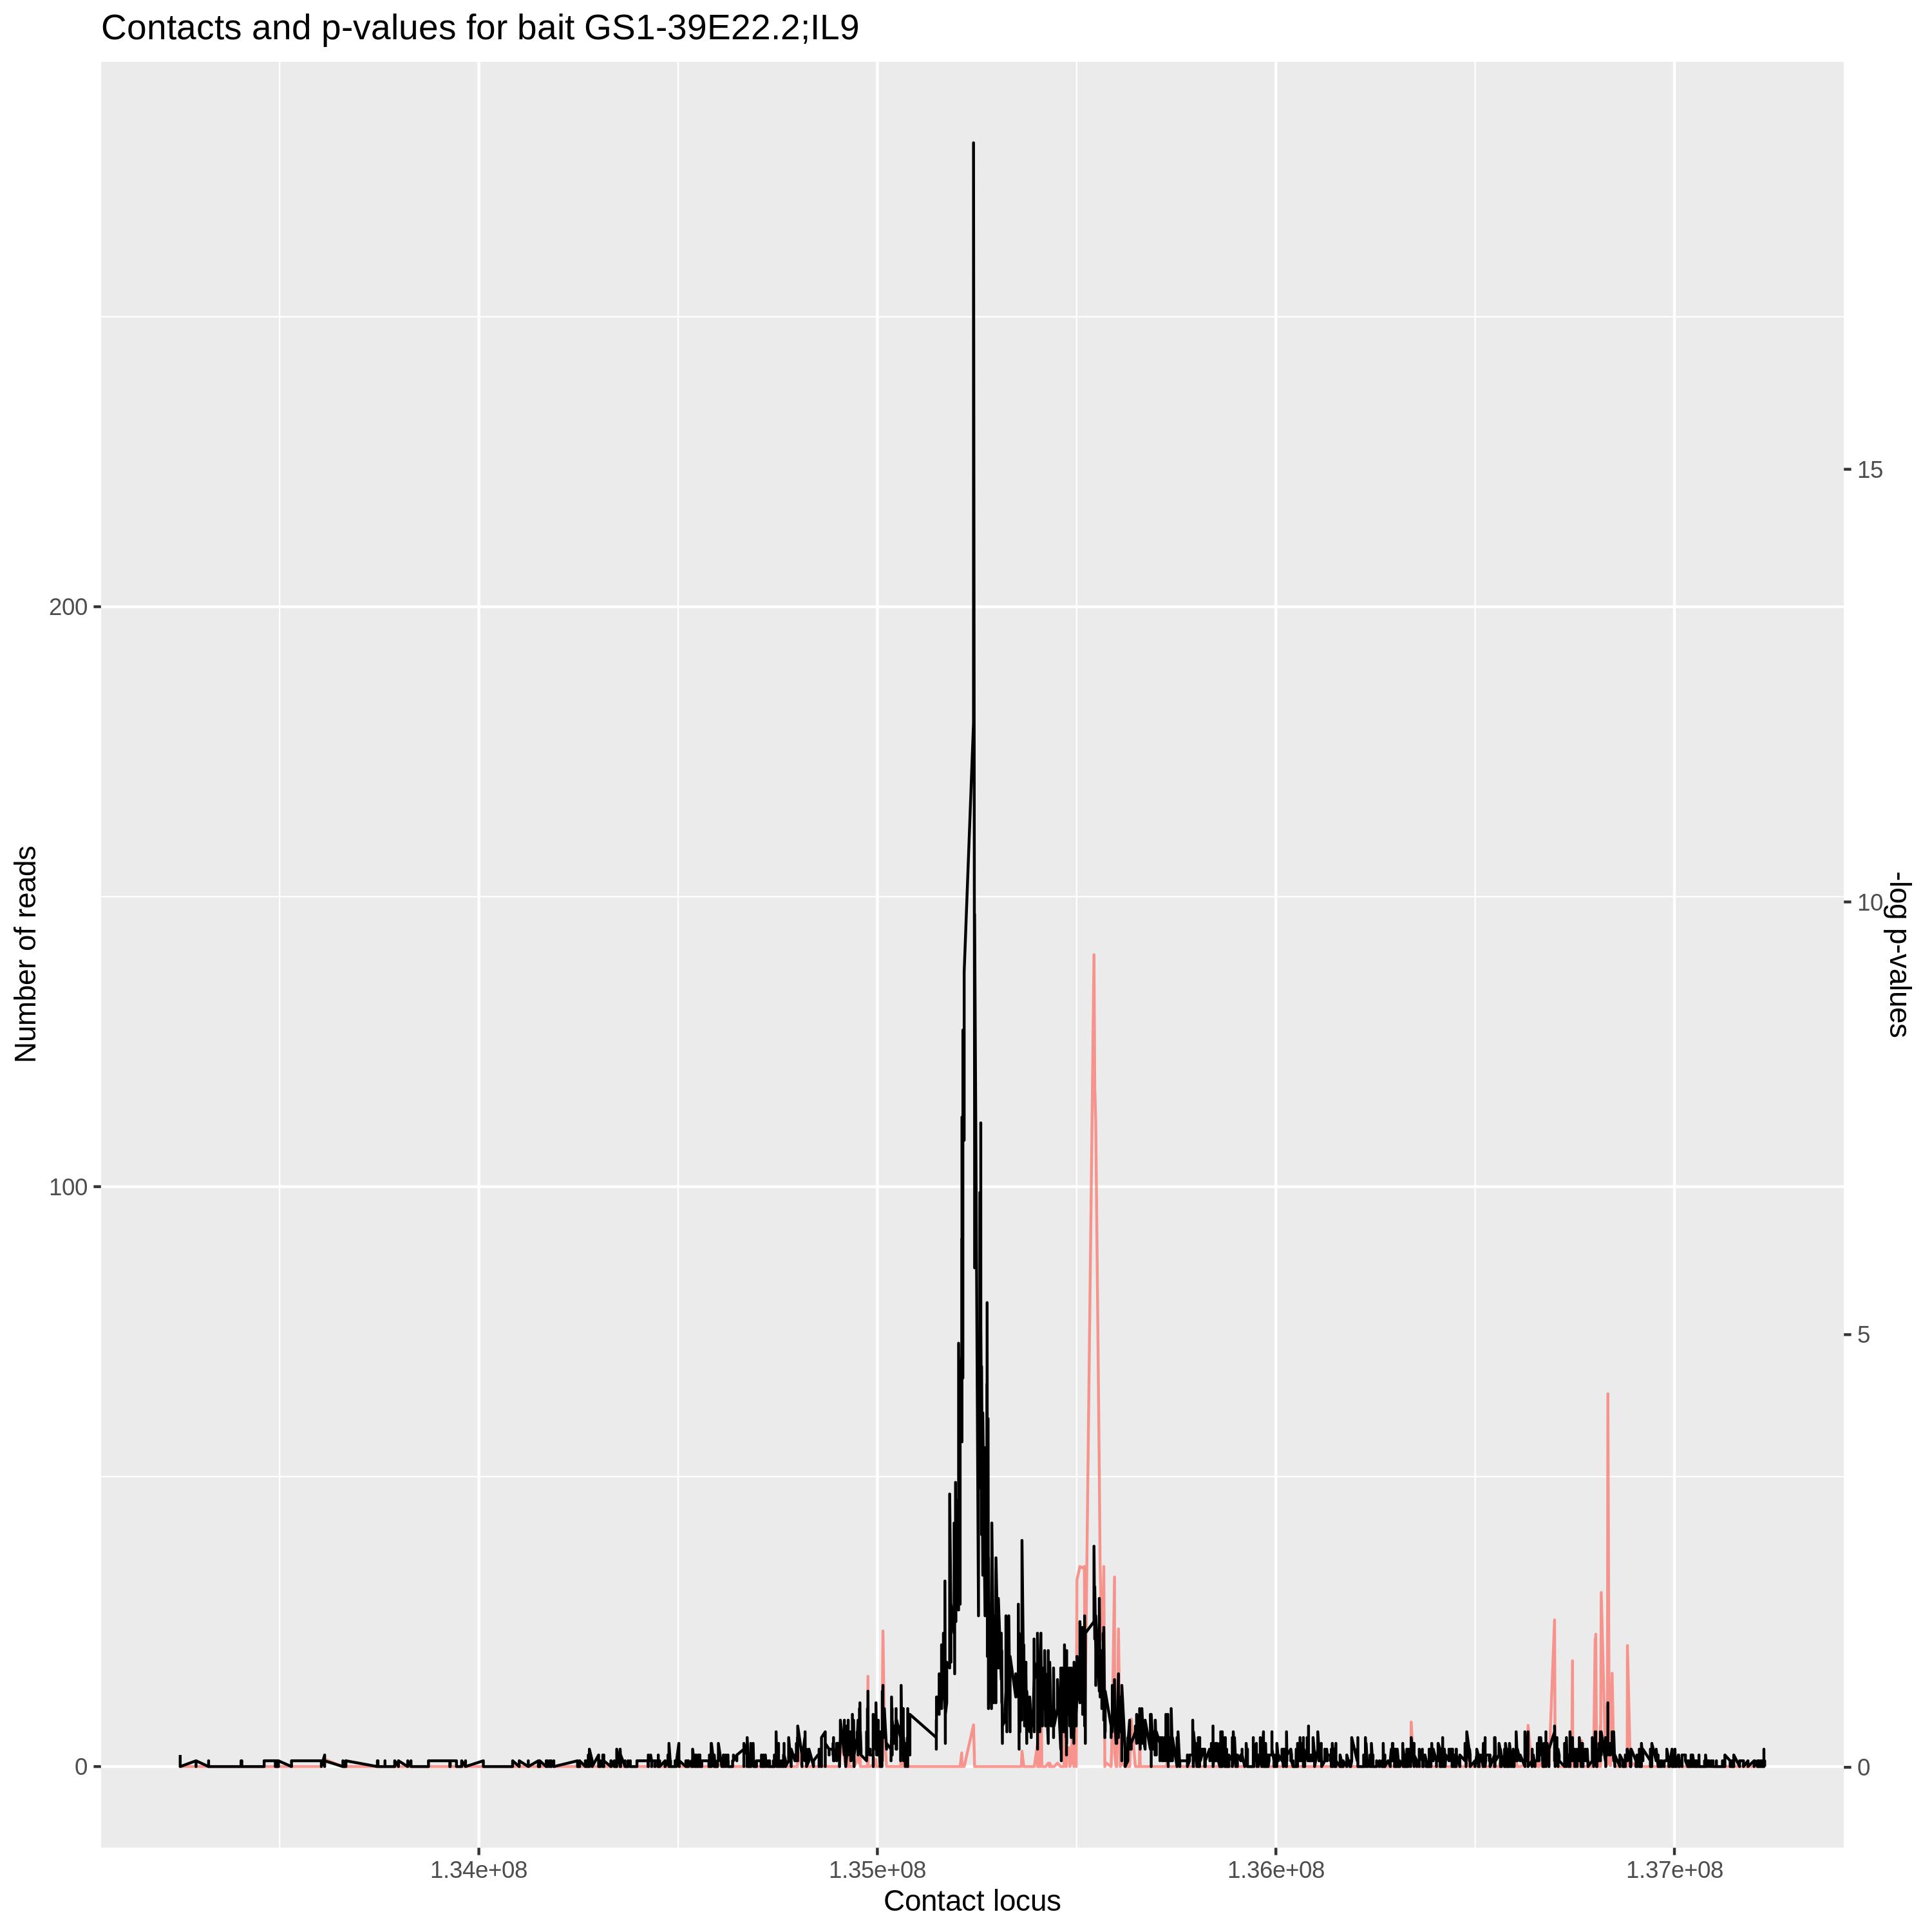 Contacts and p-values for bait GS1-39E22.2;IL9
Number of reads
200
100
0
15
10
5
0
-log p-values
1.34e+08
1.35e+08
1.36e+08
1.37e+08
Contact locus